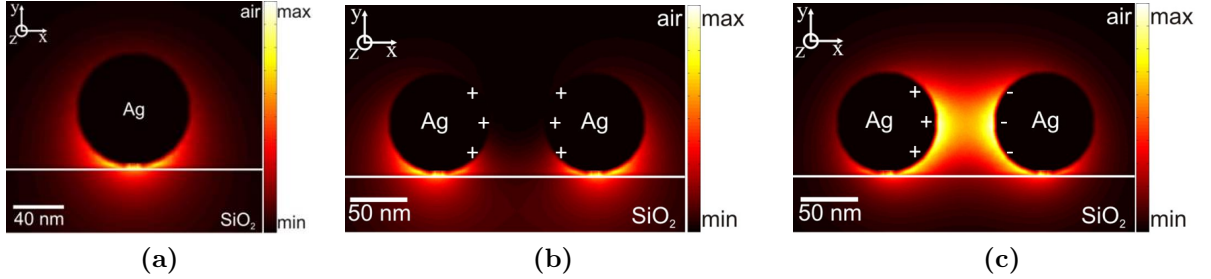 y
z x
air
max
Ag
40 nm
SiO₂
min
(a)
y
z x
air
max
+ +
Ag + + Ag
+ +
50 nm
SiO₂
min
(b)
y
z x
air
max
+ -
Ag + - Ag
+ -
50 nm
SiO₂
min
(c)